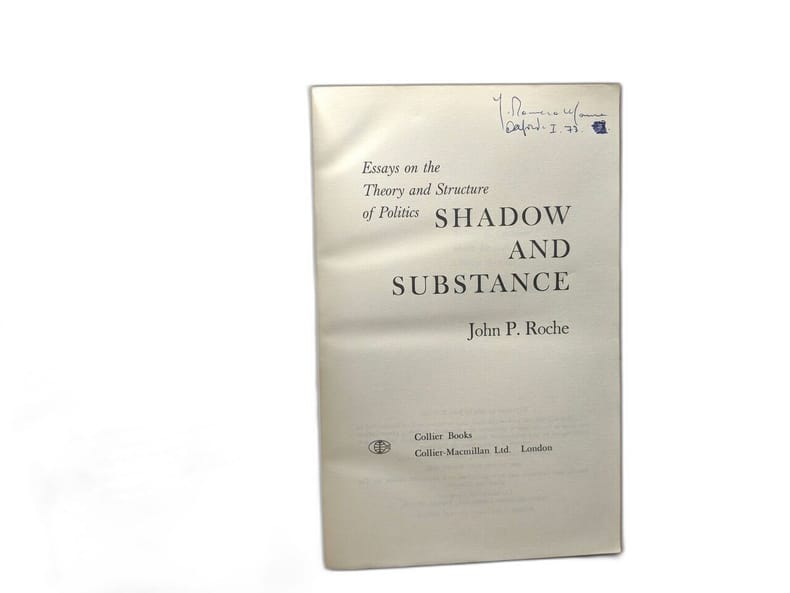 I. 73.
Essays on the
Theory and Structure
of Politics
SHADOW
AND
SUBSTANCE
John P. Roche
Collier Books
Collier-Macmillan Ltd. London